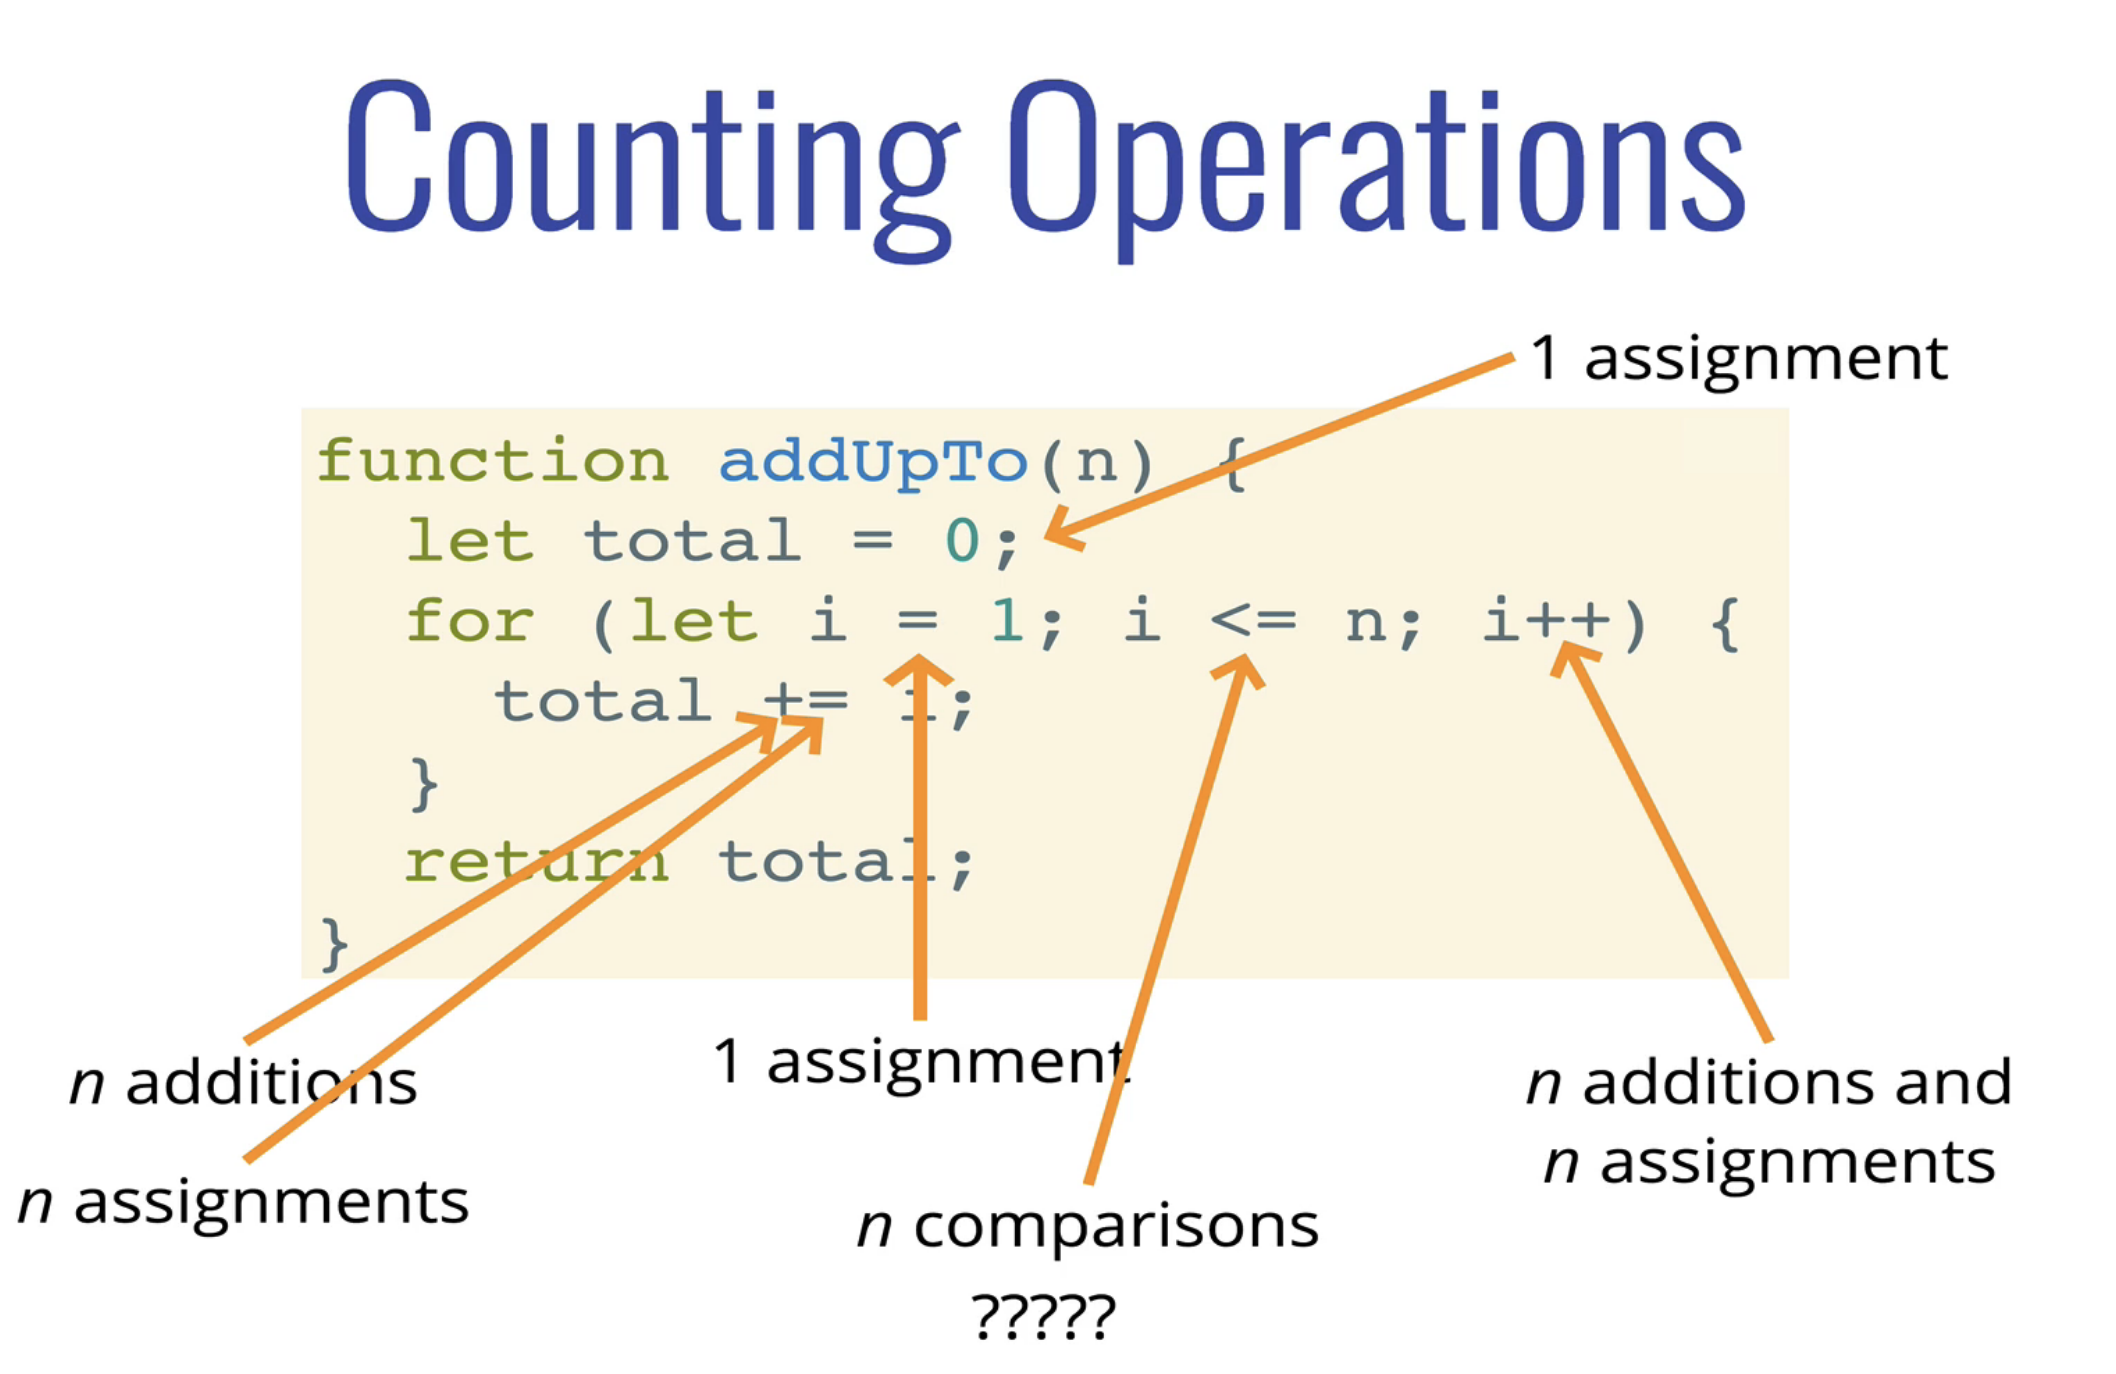 Counting Operations
1 assignment
function addUpTo(n) {
let total = 0;
for (let i = 1; i <= n; i++) {
total += i;
}
return total;
}
n additions
n assignments
1 assignment
n comparisons
?????
n additions and
n assignments